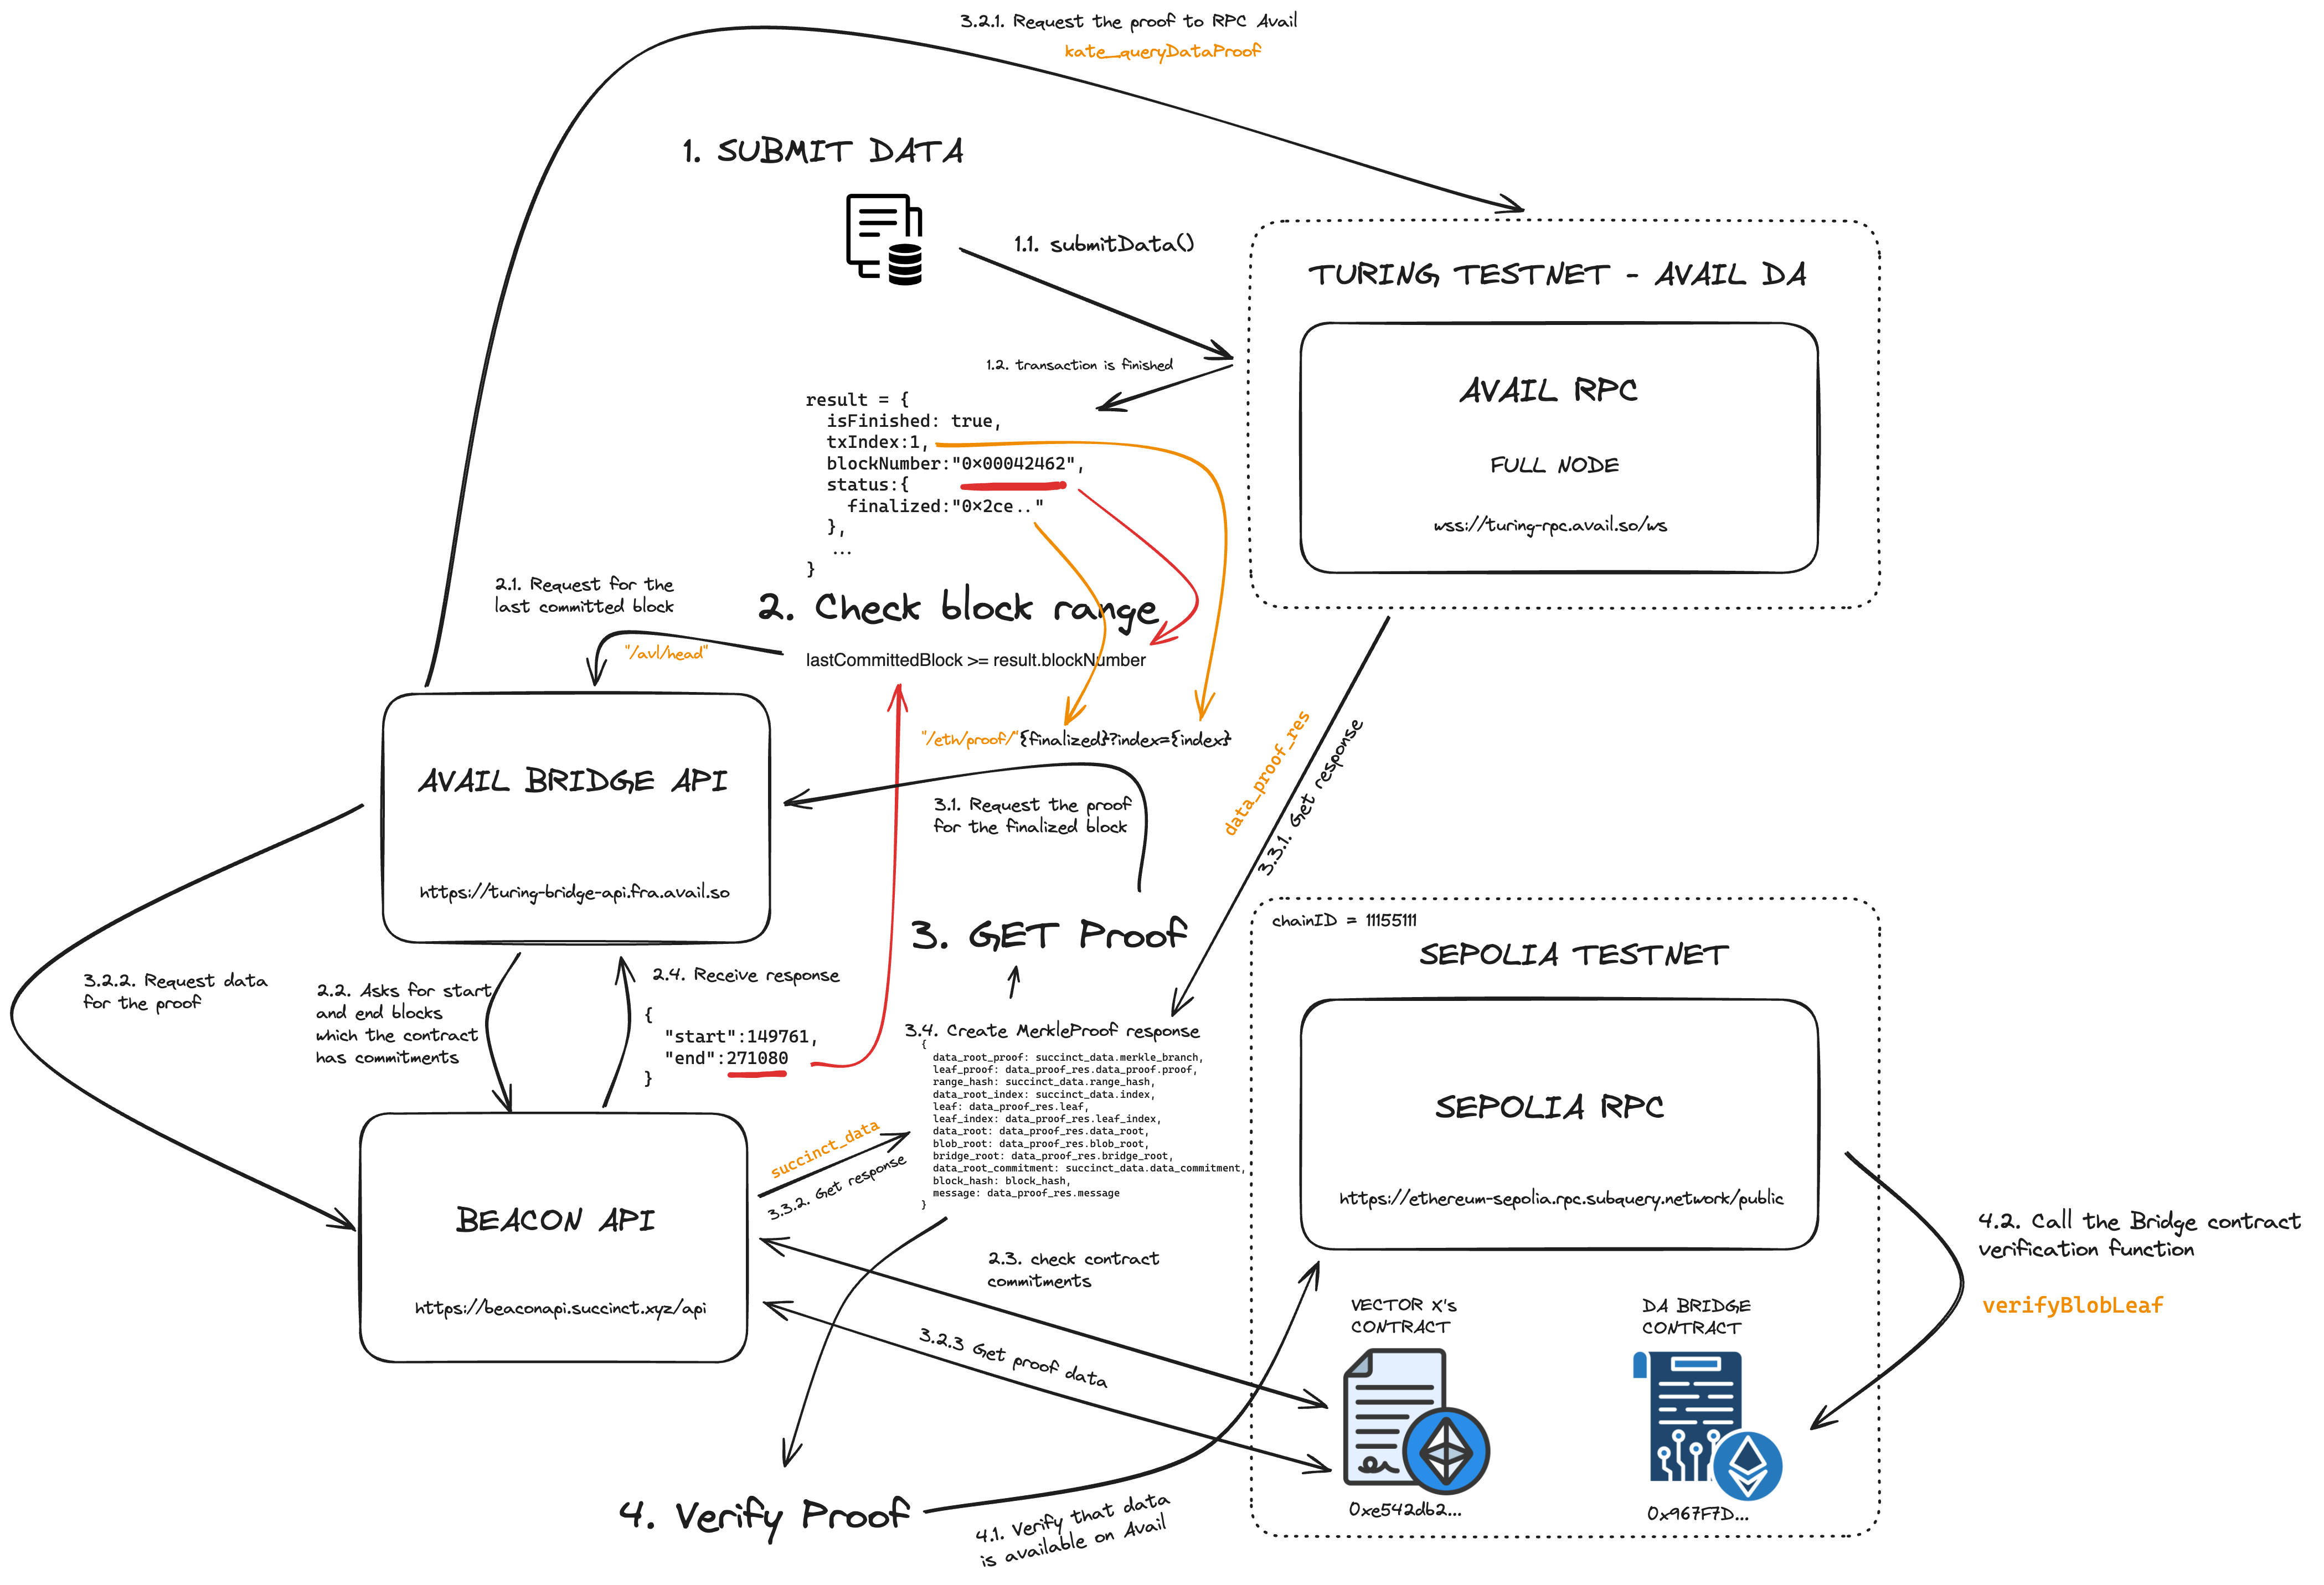 3.2.1. Request the proof to RPC Avail
kate_queryDataProof
1. SUBMIT DATA
1.1. submitData()
TURING TESTNET - AVAIL DA
AVAIL RPC
FULL NODE
wss://turing-rpc.avail.so/ws
1.2. transaction is finished
result = {
isFinished: true,
txIndex:1,
blockNumber:"0×00042462",
status:{
finalized:"0×2ce.."
},
...
}
2.1. Request for the
last committed block
"/avl/head"
2. Check block range
lastCommittedBlock >= result.blockNumber
"/eth/proof/"{finalized}?index={index}
AVAIL BRIDGE API
https://turing-bridge-api.fra.avail.so
3.1. Request the proof
for the finalized block
data_proof_res
3.3.1. Get response
3. GET Proof
3.2.2. Request data
for the proof
2.2. Asks for start
and end blocks
which the contract
has commitments
2.4. Receive response
{
"start":149761,
"end":271080
}
3.4. Create MerkleProof response
{
data_root_proof: succinct_data.merkle_branch,
leaf_proof: data_proof_res.data_proof.proof,
range_hash: succinct_data.range_hash,
data_root_index: succinct_data.index,
leaf: data_proof_res.leaf,
leaf_index: data_proof_res.leaf_index,
data_root: data_proof_res.data_root,
blob_root: data_proof_res.blob_root,
bridge_root: data_proof_res.bridge_root,
data_root_commitment: succinct_data.data_commitment,
block_hash: block_hash,
message: data_proof_res.message
}
succinct_data
3.3.2. Get response
BEACON API
https://beaconapi.succinct.xyz/api
2.3. check contract
commitments
3.2.3 Get proof data
chainID = 11155111
SEPOLIA TESTNET
SEPOLIA RPC
https://ethereum-sepolia.rpc.subquery.network/public
VECTOR X's
CONTRACT
0xe542db2...
DA BRIDGE
CONTRACT
0x967F7D...
4.2. Call the Bridge contract
verification function
verifyBlobLeaf
4. Verify Proof
4.1. Verify that data
is available on Avail